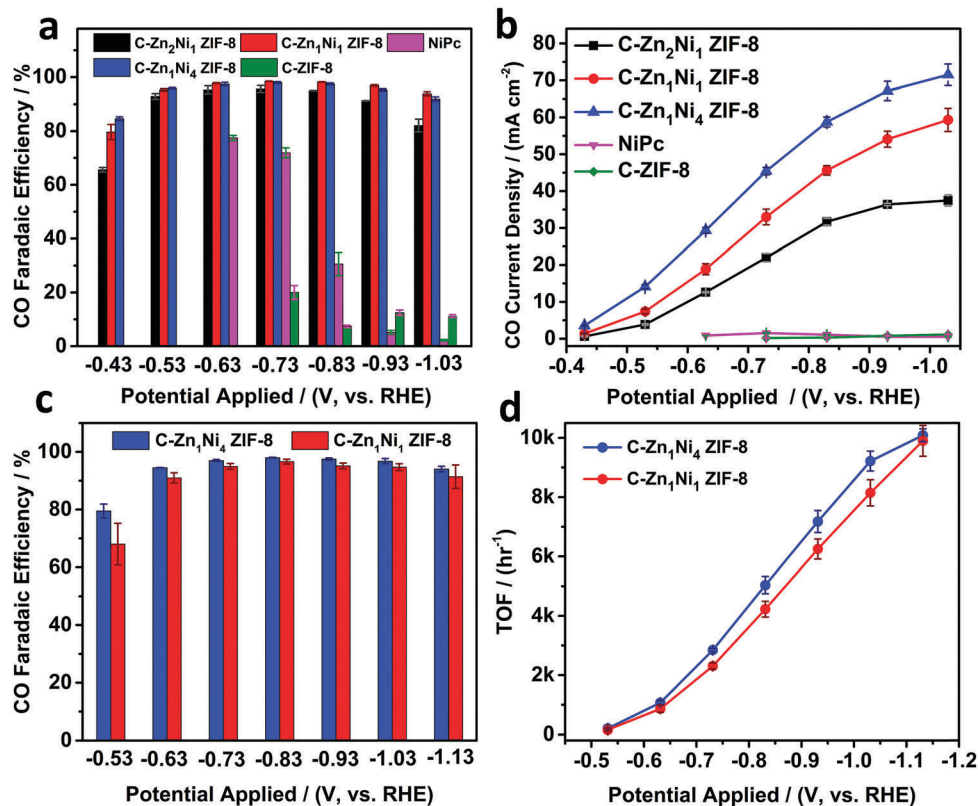 a
C-Zn₂Ni₁ ZIF-8 C-Zn₁Ni₁ ZIF-8 NiPc
C-Zn₁Ni₄ ZIF-8 C-ZIF-8
CO Faradaic Efficiency / %
100
80
60
40
20
0
-0.43 -0.53 -0.63 -0.73 -0.83 -0.93 -1.03
Potential Applied / (V, vs. RHE)
b
C-Zn₂Ni₁ ZIF-8
C-Zn₁Ni₁ ZIF-8
C-Zn₁Ni₄ ZIF-8
NiPc
C-ZIF-8
CO Current Density / (mA cm⁻²)
80
70
60
50
40
30
20
10
0
-0.4 -0.5 -0.6 -0.7 -0.8 -0.9 -1.0
Potential Applied / (V, vs. RHE)
c
C-Zn₁Ni₄ ZIF-8 C-Zn₁Ni₁ ZIF-8
CO Faradaic Efficiency / %
100
80
60
40
20
0
-0.53 -0.63 -0.73 -0.83 -0.93 -1.03 -1.13
Potential Applied / (V, vs. RHE)
d
C-Zn₁Ni₄ ZIF-8
C-Zn₁Ni₁ ZIF-8
TOF / (hr⁻¹)
10k
8k
6k
4k
2k
0
-0.5 -0.6 -0.7 -0.8 -0.9 -1.0 -1.1 -1.2
Potential Applied / (V, vs. RHE)